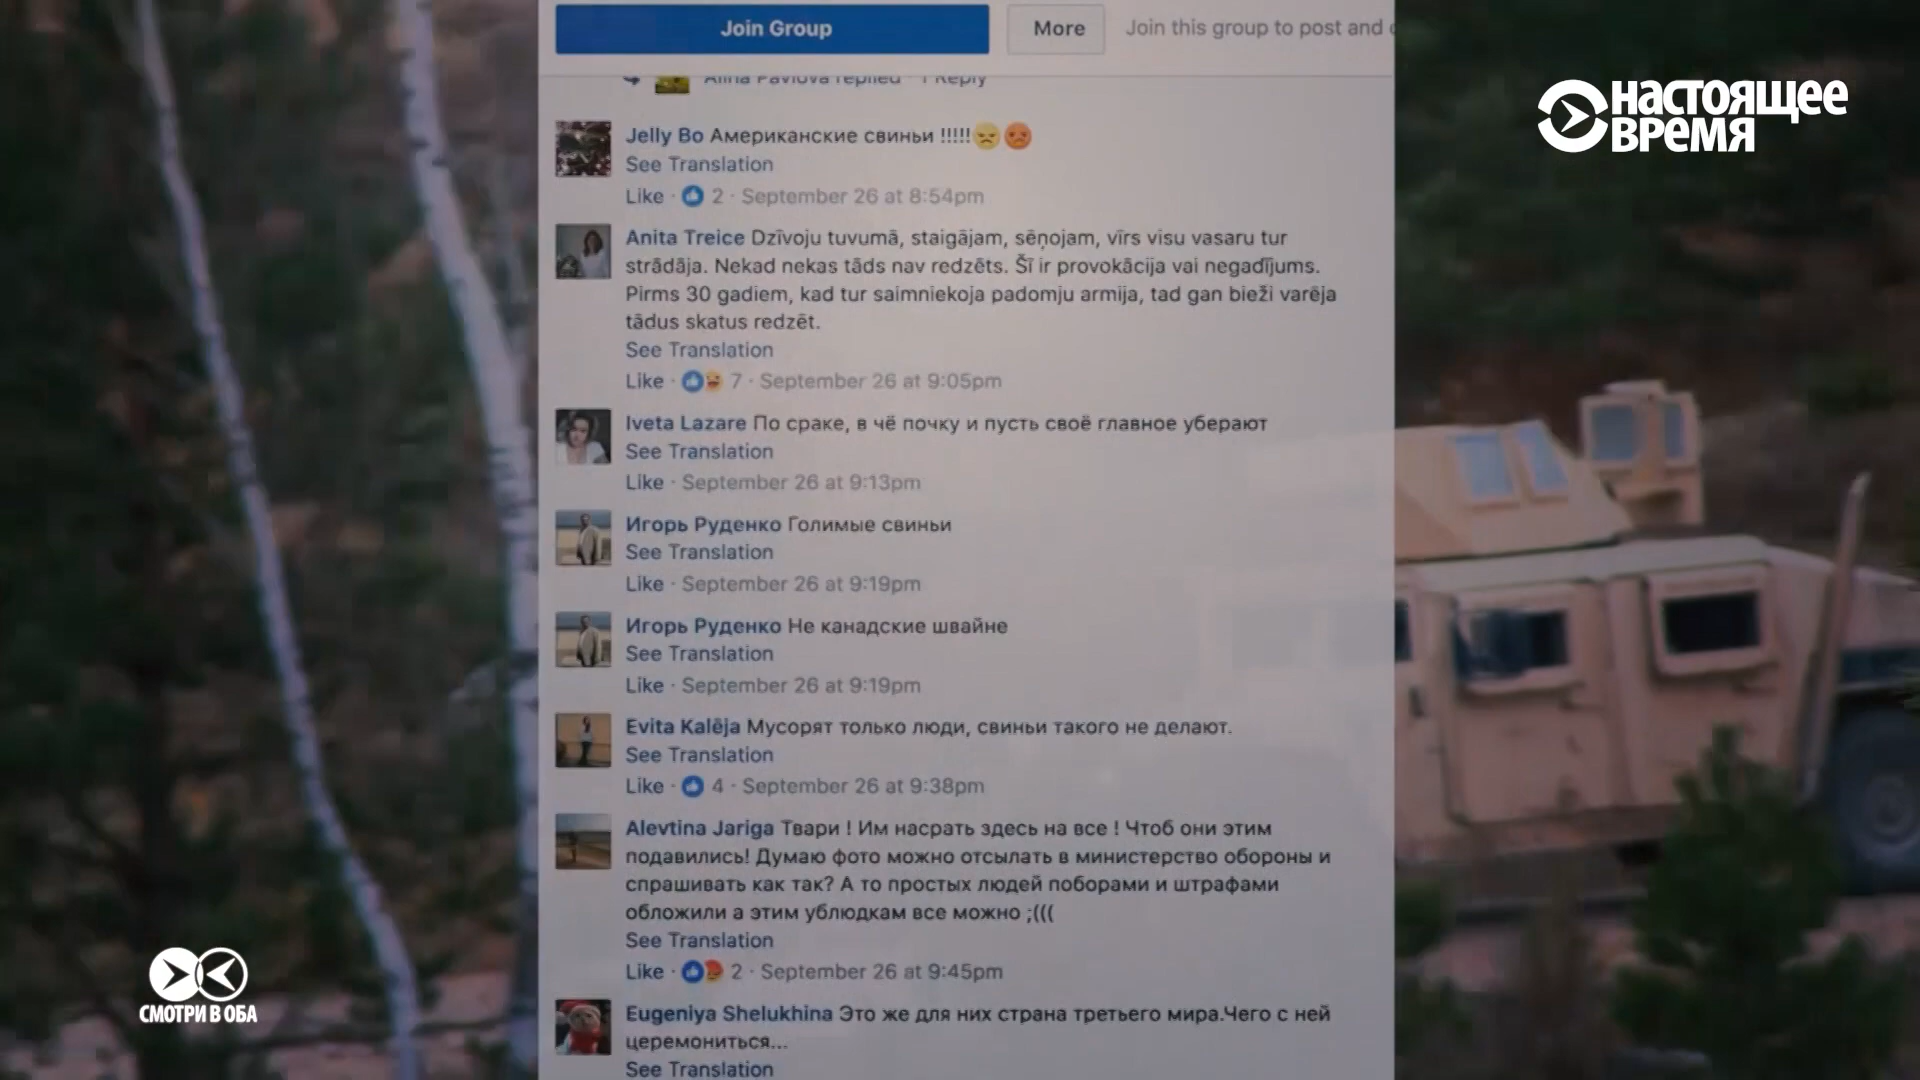 Join Group
More
Join this group to post and c
Alina Pavlova replied · 1 Reply
НАСТОЯЩЕЕ
ВРЕМЯ
Jelly Bo Американские свиньи !!!!!😠😡
See Translation
Like · 2 · September 26 at 8:54pm
Anita Treice Dzīvoju tuvumā, staigājam, sēņojam, vīrs visu vasaru tur
strādāja. Nekad nekas tāds nav redzēts. Šī ir provokācija vai negadījums.
Pirms 30 gadiem, kad tur saimniekoja padomju armija, tad gan bieži varēja
tādus skatus redzēt.
See Translation
Like · 7 · September 26 at 9:05pm
Iveta Lazare По сраке, в чё почку и пусть своё главное уберают
See Translation
Like · September 26 at 9:13pm
Игорь Руденко Голимые свиньи
See Translation
Like · September 26 at 9:19pm
Игорь Руденко Не канадские швайне
See Translation
Like · September 26 at 9:19pm
Evita Kalēja Мусорят только люди, свиньи такого не делают.
See Translation
Like · 4 · September 26 at 9:38pm
Alevtina Jariga Твари ! Им насрать здесь на все ! Чтоб они этим
подавились! Думаю фото можно отсылать в министерство обороны и
спрашивать как так? А то простых людей поборами и штрафами
обложили а этим ублюдкам все можно ;(((
See Translation
Like · 2 · September 26 at 9:45pm
Eugeniya Shelukhina Это же для них страна третьего мира.Чего с ней
церемониться...
See Translation
СМОТРИ В ОБА